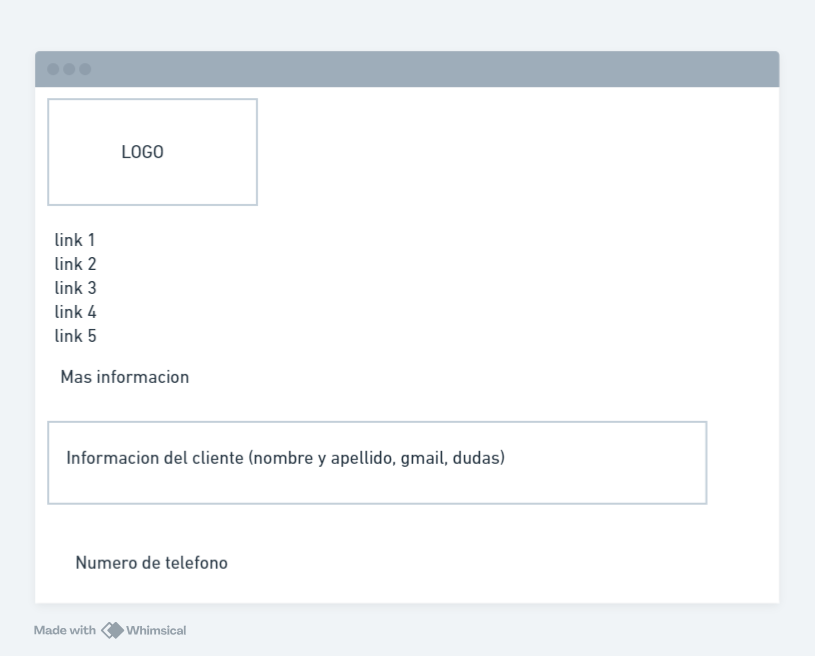 LOGO
link 1
link 2
link 3
link 4
link 5
Mas informacion
Informacion del cliente (nombre y apellido, gmail, dudas)
Numero de telefono
Made with Whimsical